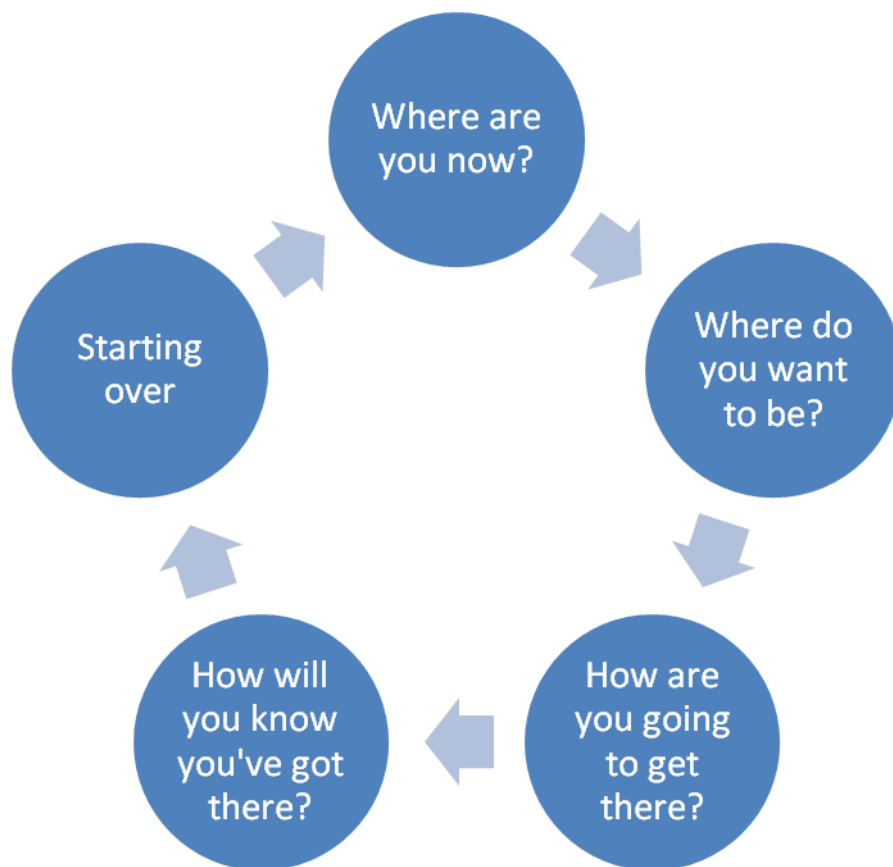 Where are
you now?
Where do
you want
to be?
How are
you going
to get
there?
How will
you know
you've got
there?
Starting
over